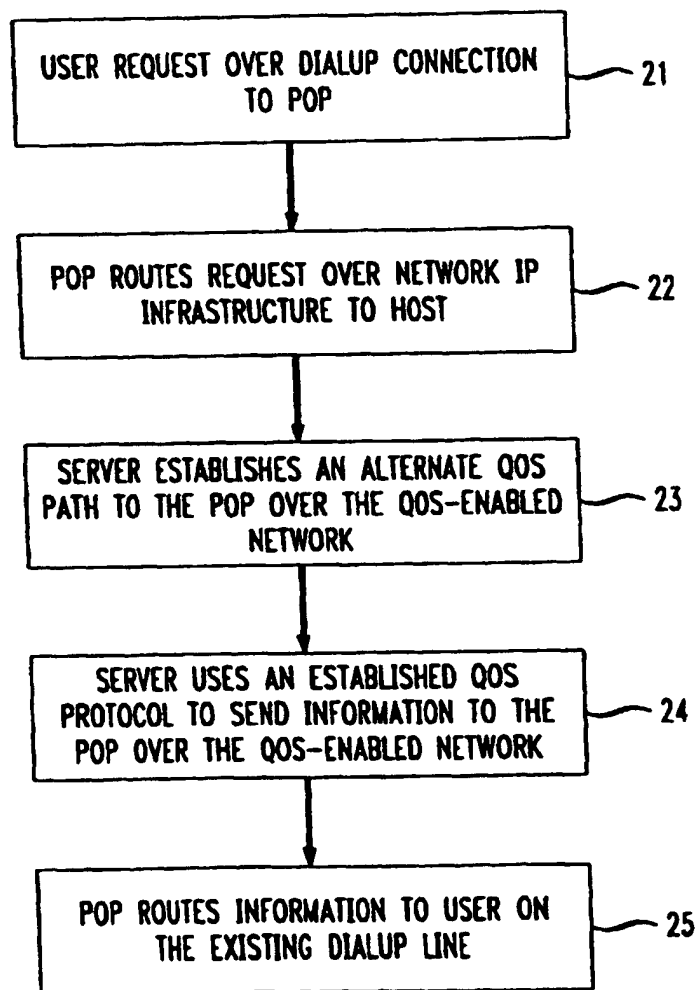 USER REQUEST OVER DIALUP CONNECTION
TO POP
21
POP ROUTES REQUEST OVER NETWORK IP
INFRASTRUCTURE TO HOST
22
SERVER ESTABLISHES AN ALTERNATE QOS
PATH TO THE POP OVER THE QOS-ENABLED
NETWORK
23
SERVER USES AN ESTABLISHED QOS
PROTOCOL TO SEND INFORMATION TO THE
POP OVER THE QOS-ENABLED NETWORK
24
POP ROUTES INFORMATION TO USER ON
THE EXISTING DIALUP LINE
25